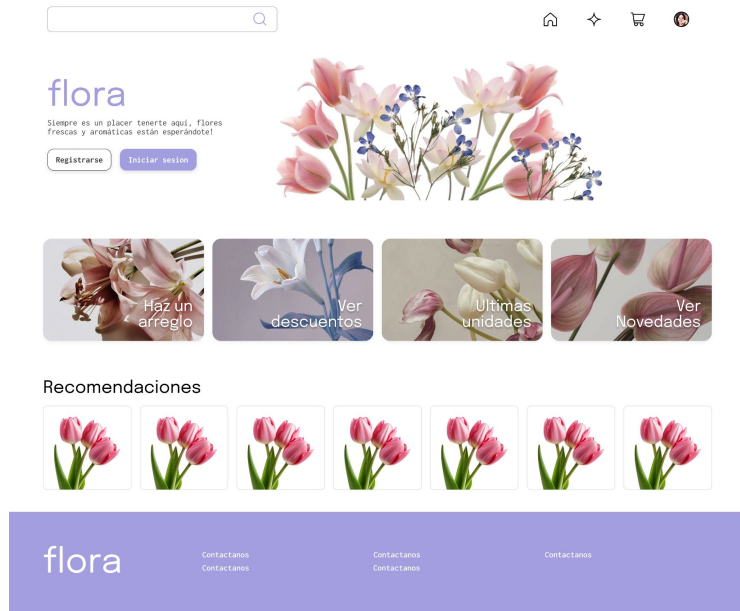 flora
Siempre es un placer tenerte aquí, flores
frescas y aromáticas están esperándote!
Registrarse
Iniciar sesion
Haz un
arreglo
Ver
descuentos
Ultimas
unidades
Ver
Novedades
Recomendaciones
flora
Contactanos
Contactanos
Contactanos
Contactanos
Contactanos